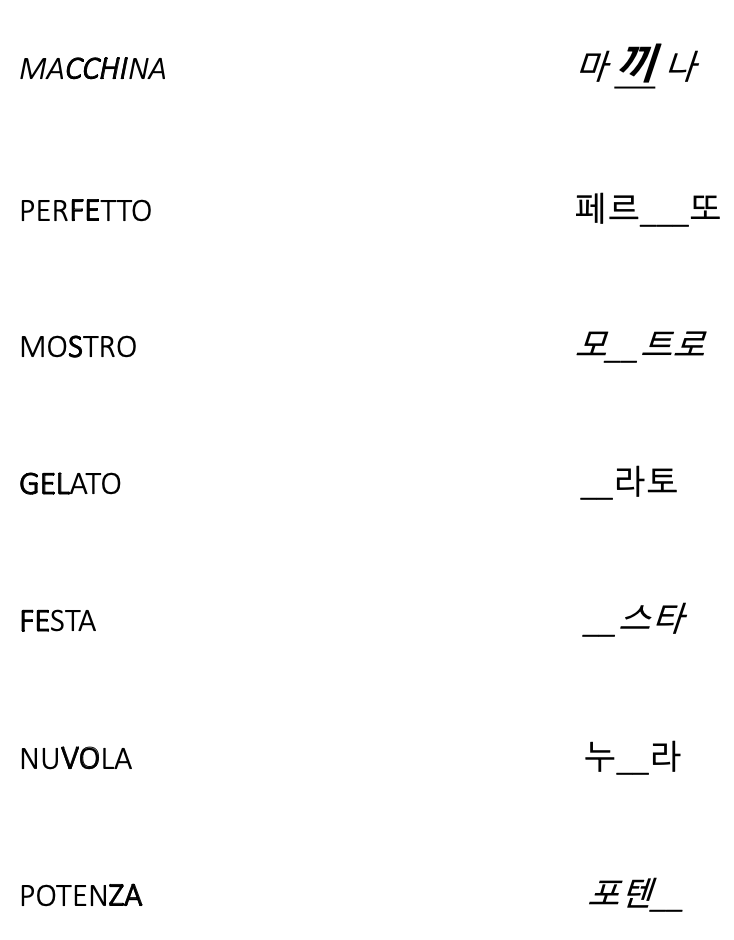 MACCHINA 마끼나
PERFETTO 페르___또
MOSTRO 모__트로
GELATO __라토
FESTA __스타
NUVOLA 누__라
POTENZA 포텐__